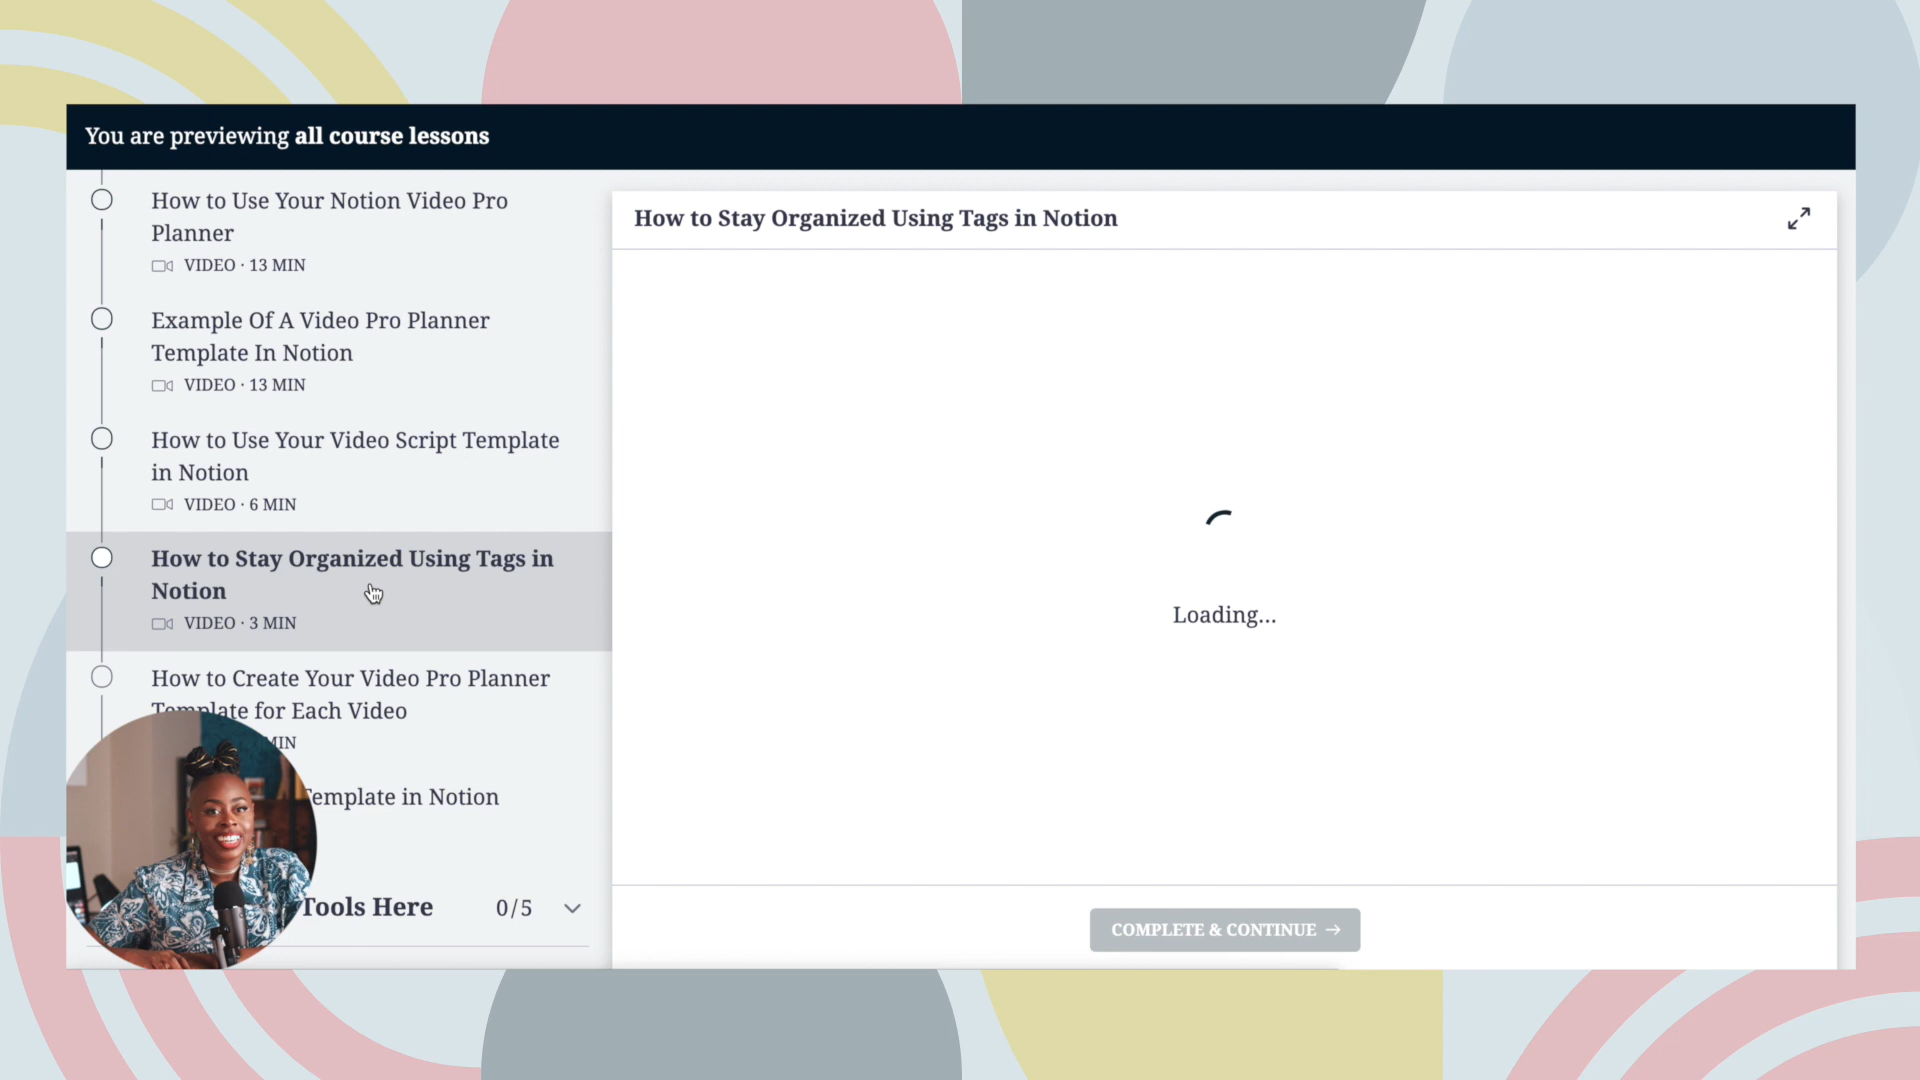 You are previewing all course lessons
How to Use Your Notion Video Pro
Planner
VIDEO · 13 MIN
Example Of A Video Pro Planner
Template In Notion
VIDEO · 13 MIN
How to Use Your Video Script Template
in Notion
VIDEO · 6 MIN
How to Stay Organized Using Tags in
Notion
VIDEO · 3 MIN
How to Create Your Video Pro Planner
Template for Each Video
MIN
Template in Notion
Tools Here 0/5
How to Stay Organized Using Tags in Notion
Loading...
COMPLETE & CONTINUE →